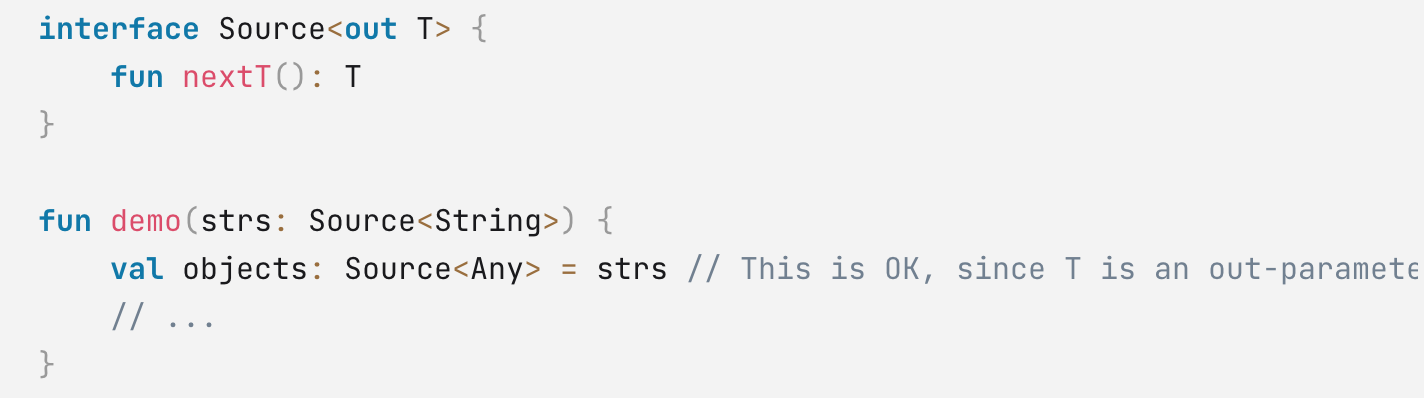 interface Source<out T> {
    fun nextT(): T
}

fun demo(strs: Source<String>) {
    val objects: Source<Any> = strs // This is OK, since T is an out-paramete
    // ...
}